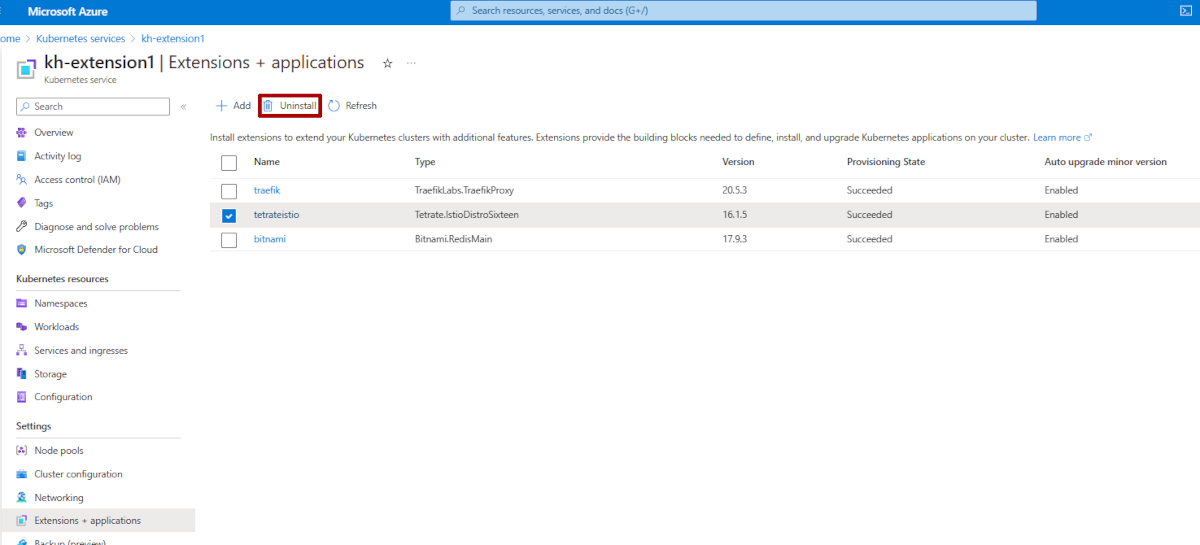 Microsoft Azure
Search resources, services, and docs (G+/)
ome > Kubernetes services > kh-extension1
kh-extension1 | Extensions + applications
Kubernetes service
Search
Overview
Activity log
Access control (IAM)
Tags
Diagnose and solve problems
Microsoft Defender for Cloud
Kubernetes resources
Namespaces
Workloads
Services and ingresses
Storage
Configuration
Settings
Node pools
Cluster configuration
Networking
Extensions + applications
Backup (preview)
Add Uninstall Refresh
Install extensions to extend your Kubernetes clusters with additional features. Extensions provide the building blocks needed to define, install, and upgrade Kubernetes applications on your cluster. Learn more
Name Type Version Provisioning State Auto upgrade minor version
traefik TraefikLabs.TraefikProxy 20.5.3 Succeeded Enabled
tetrateistio Tetrate.IstioDistroSixteen 16.1.5 Succeeded Enabled
bitnami Bitnami.RedisMain 17.9.3 Succeeded Enabled